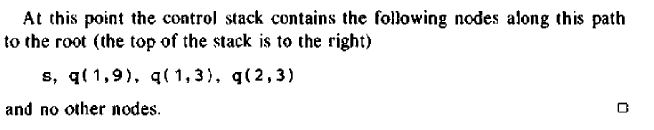 At this point the control stack contains the following nodes along this path
to the root (the top of the stack is to the right)
s, q(1,9), q(1,3), q(2,3)
and no other nodes. □